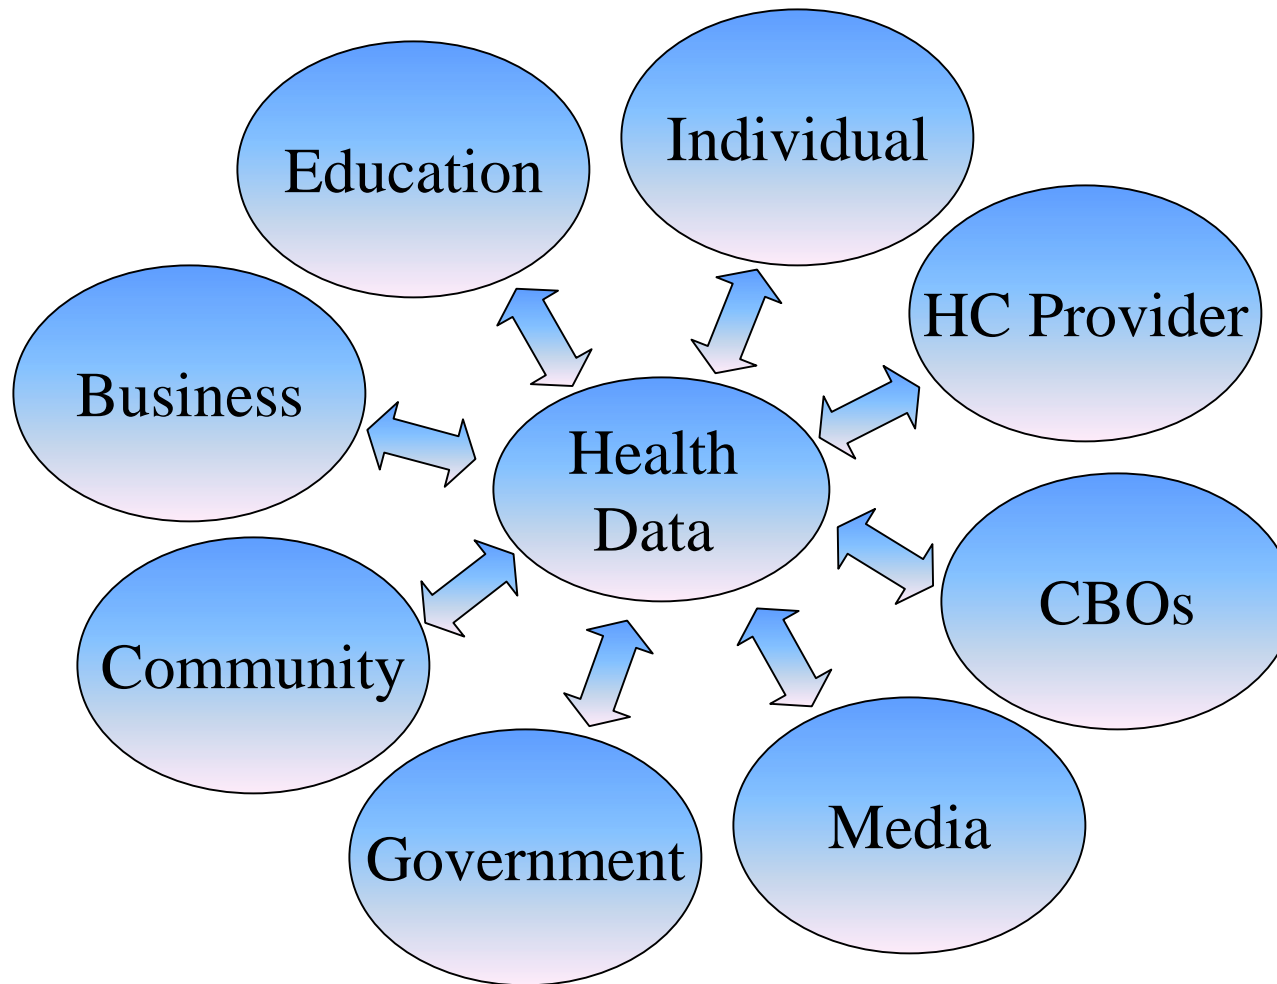 Individual
Education
HC Provider
Business
Health
Data
CBOs
Community
Media
Government